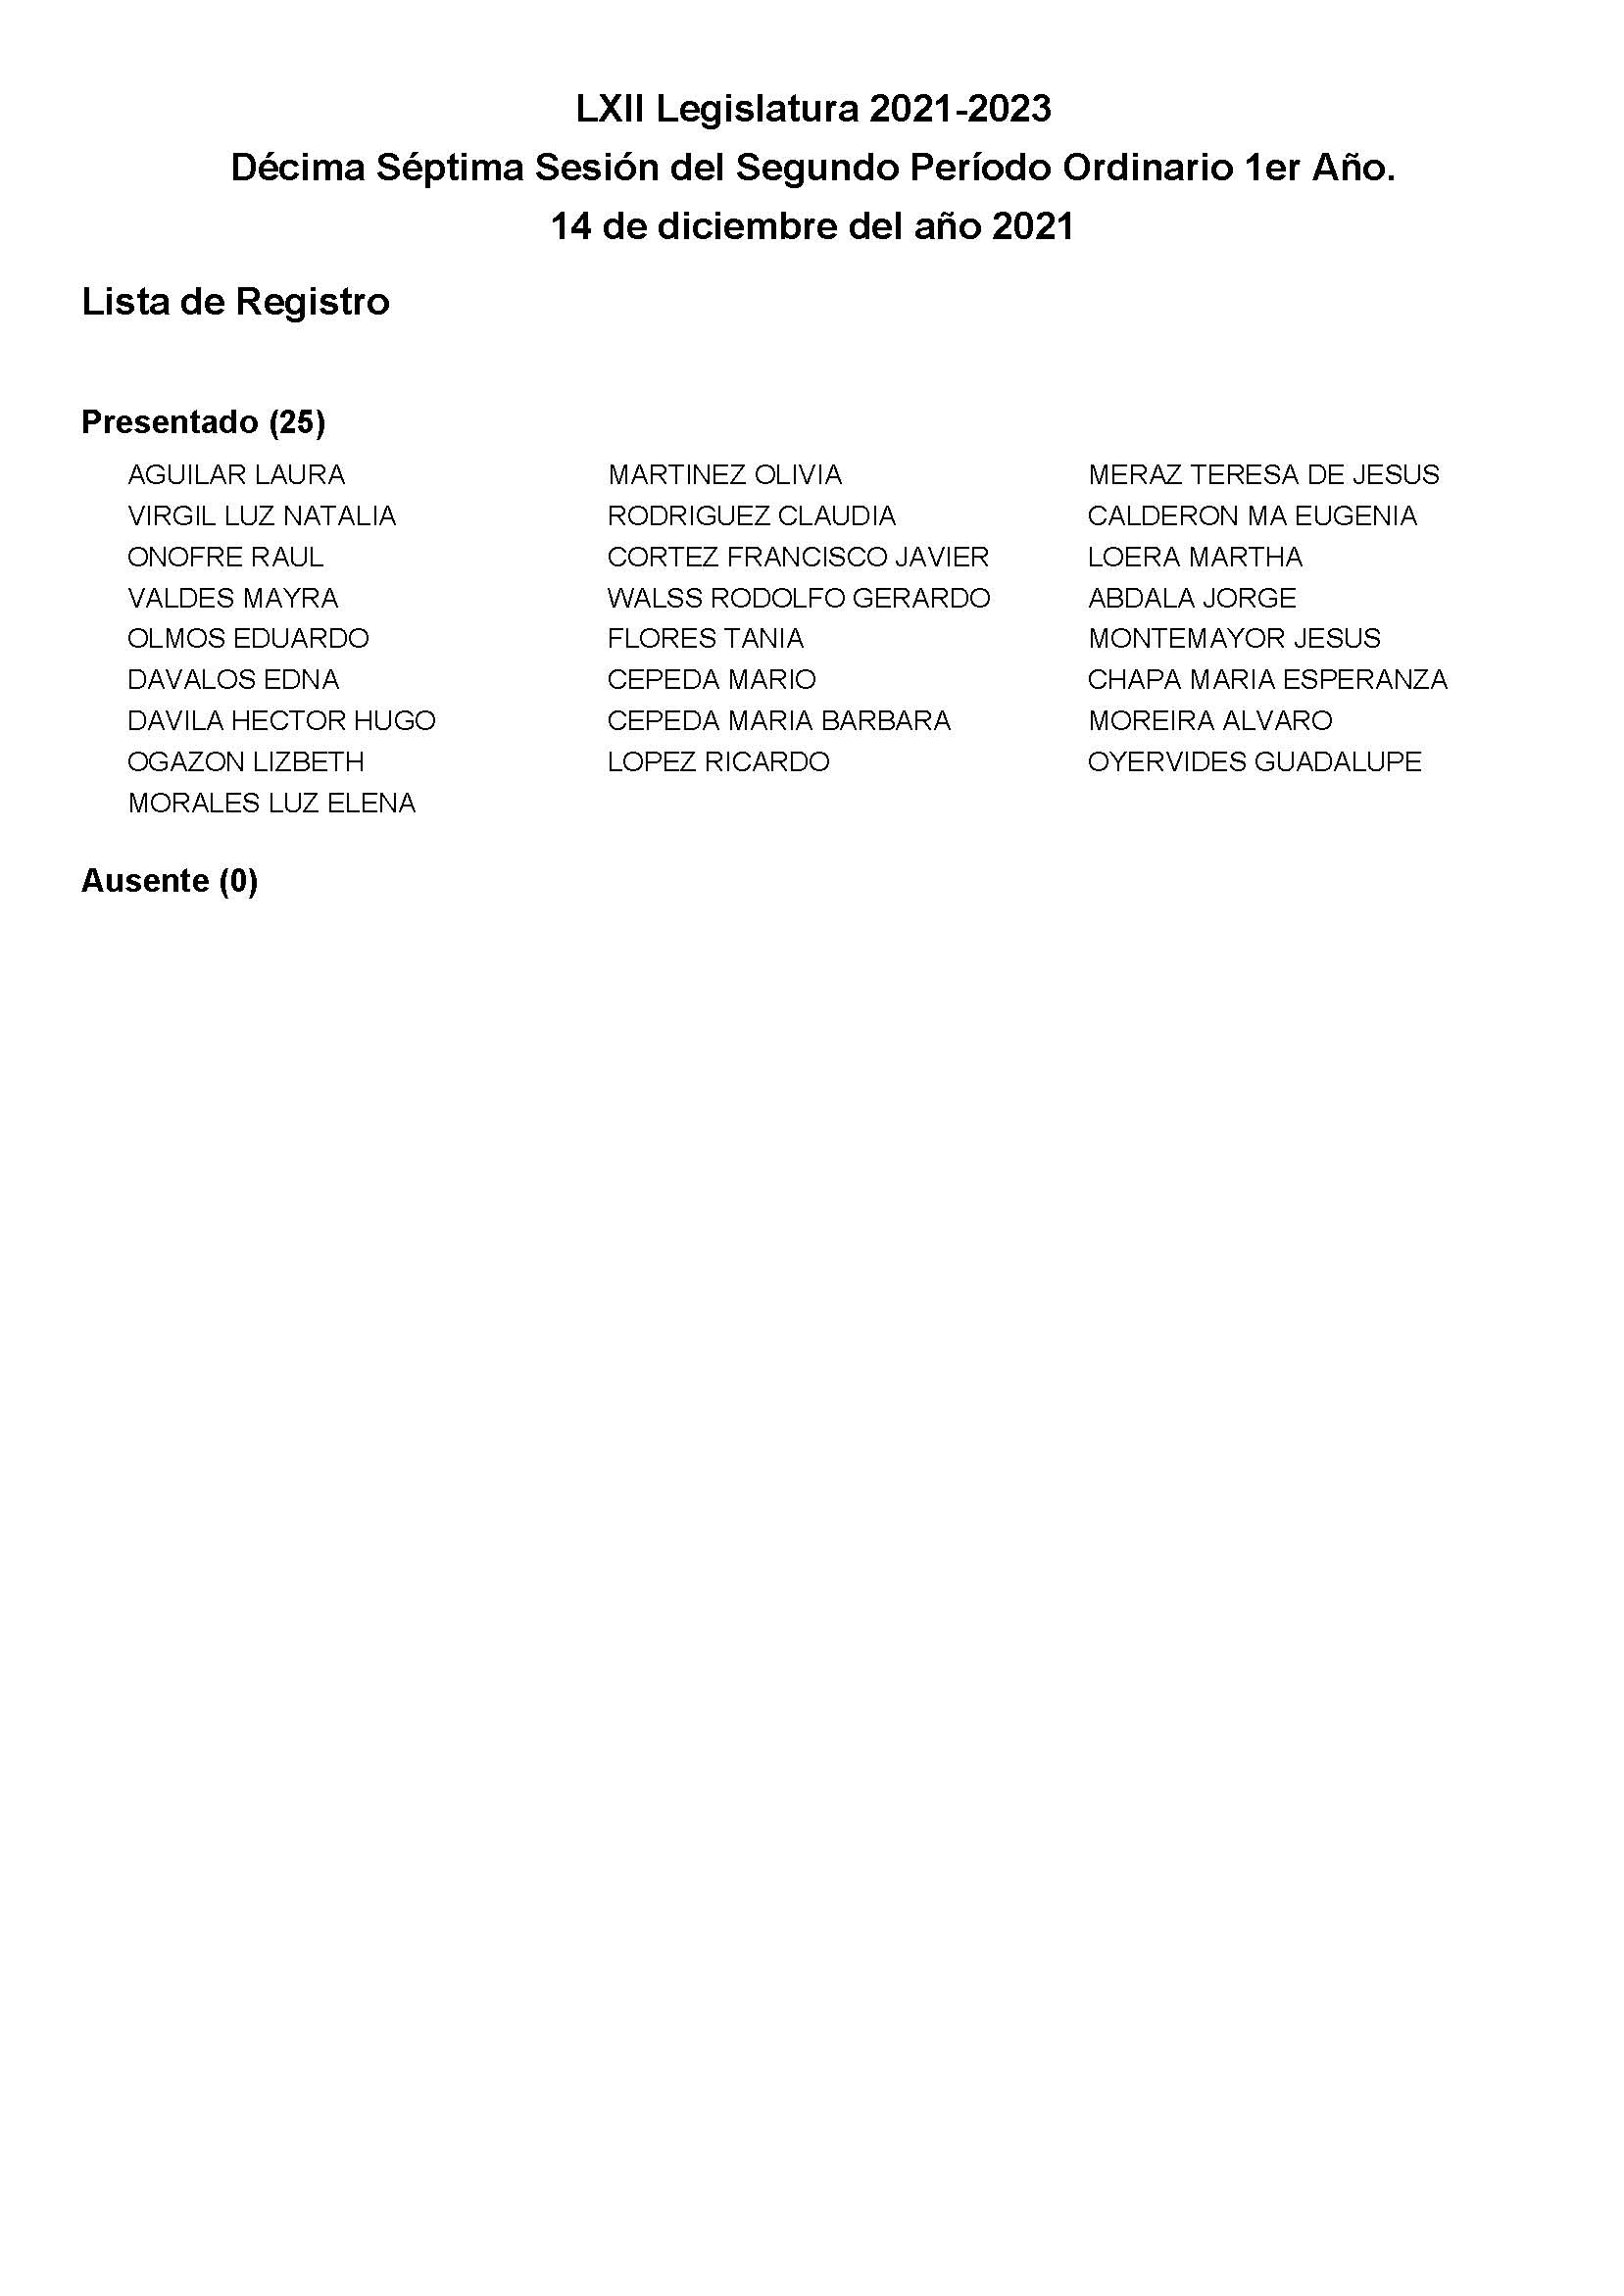 LXII Legislatura 2021-2023
Décima Séptima Sesión del Segundo Período Ordinario 1er Año.
14 de diciembre del año 2021
Lista de Registro
Presentado (25)
AGUILAR LAURA MARTINEZ OLIVIA MERAZ TERESA DE JESUS
VIRGIL LUZ NATALIA RODRIGUEZ CLAUDIA CALDERON MA EUGENIA
ONOFRE RAUL CORTEZ FRANCISCO JAVIER LOERA MARTHA
VALDES MAYRA WALSS RODOLFO GERARDO ABDALA JORGE
OLMOS EDUARDO FLORES TANIA MONTEMAYOR JESUS
DAVALOS EDNA CEPEDA MARIO CHAPA MARIA ESPERANZA
DAVILA HECTOR HUGO CEPEDA MARIA BARBARA MOREIRA ALVARO
OGAZON LIZBETH LOPEZ RICARDO OYERVIDES GUADALUPE
MORALES LUZ ELENA
Ausente (0)